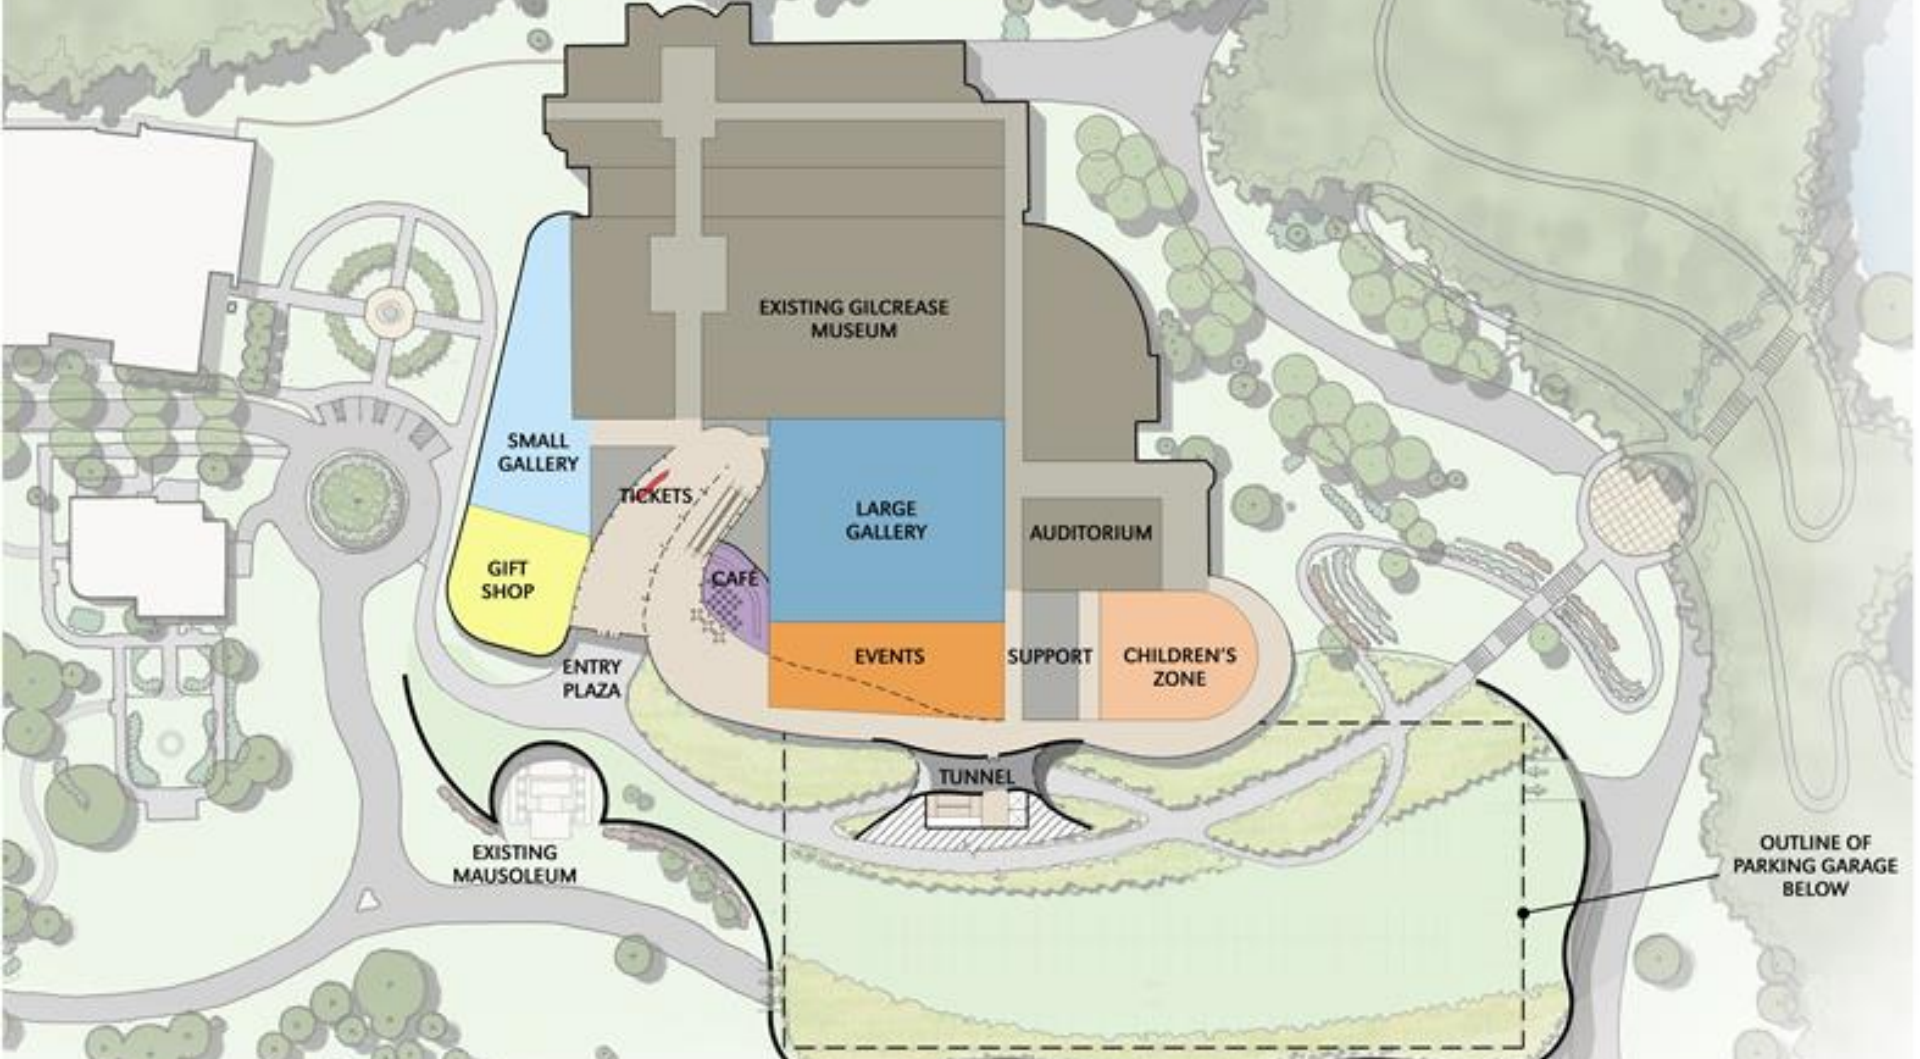 EXISTING GILCREASE
MUSEUM
SMALL
GALLERY
TICKETS
LARGE
GALLERY
AUDITORIUM
GIFT
SHOP
CAFÉ
ENTRY
PLAZA
EVENTS
SUPPORT
CHILDREN'S
ZONE
TUNNEL
EXISTING
MAUSOLEUM
OUTLINE OF
PARKING GARAGE
BELOW